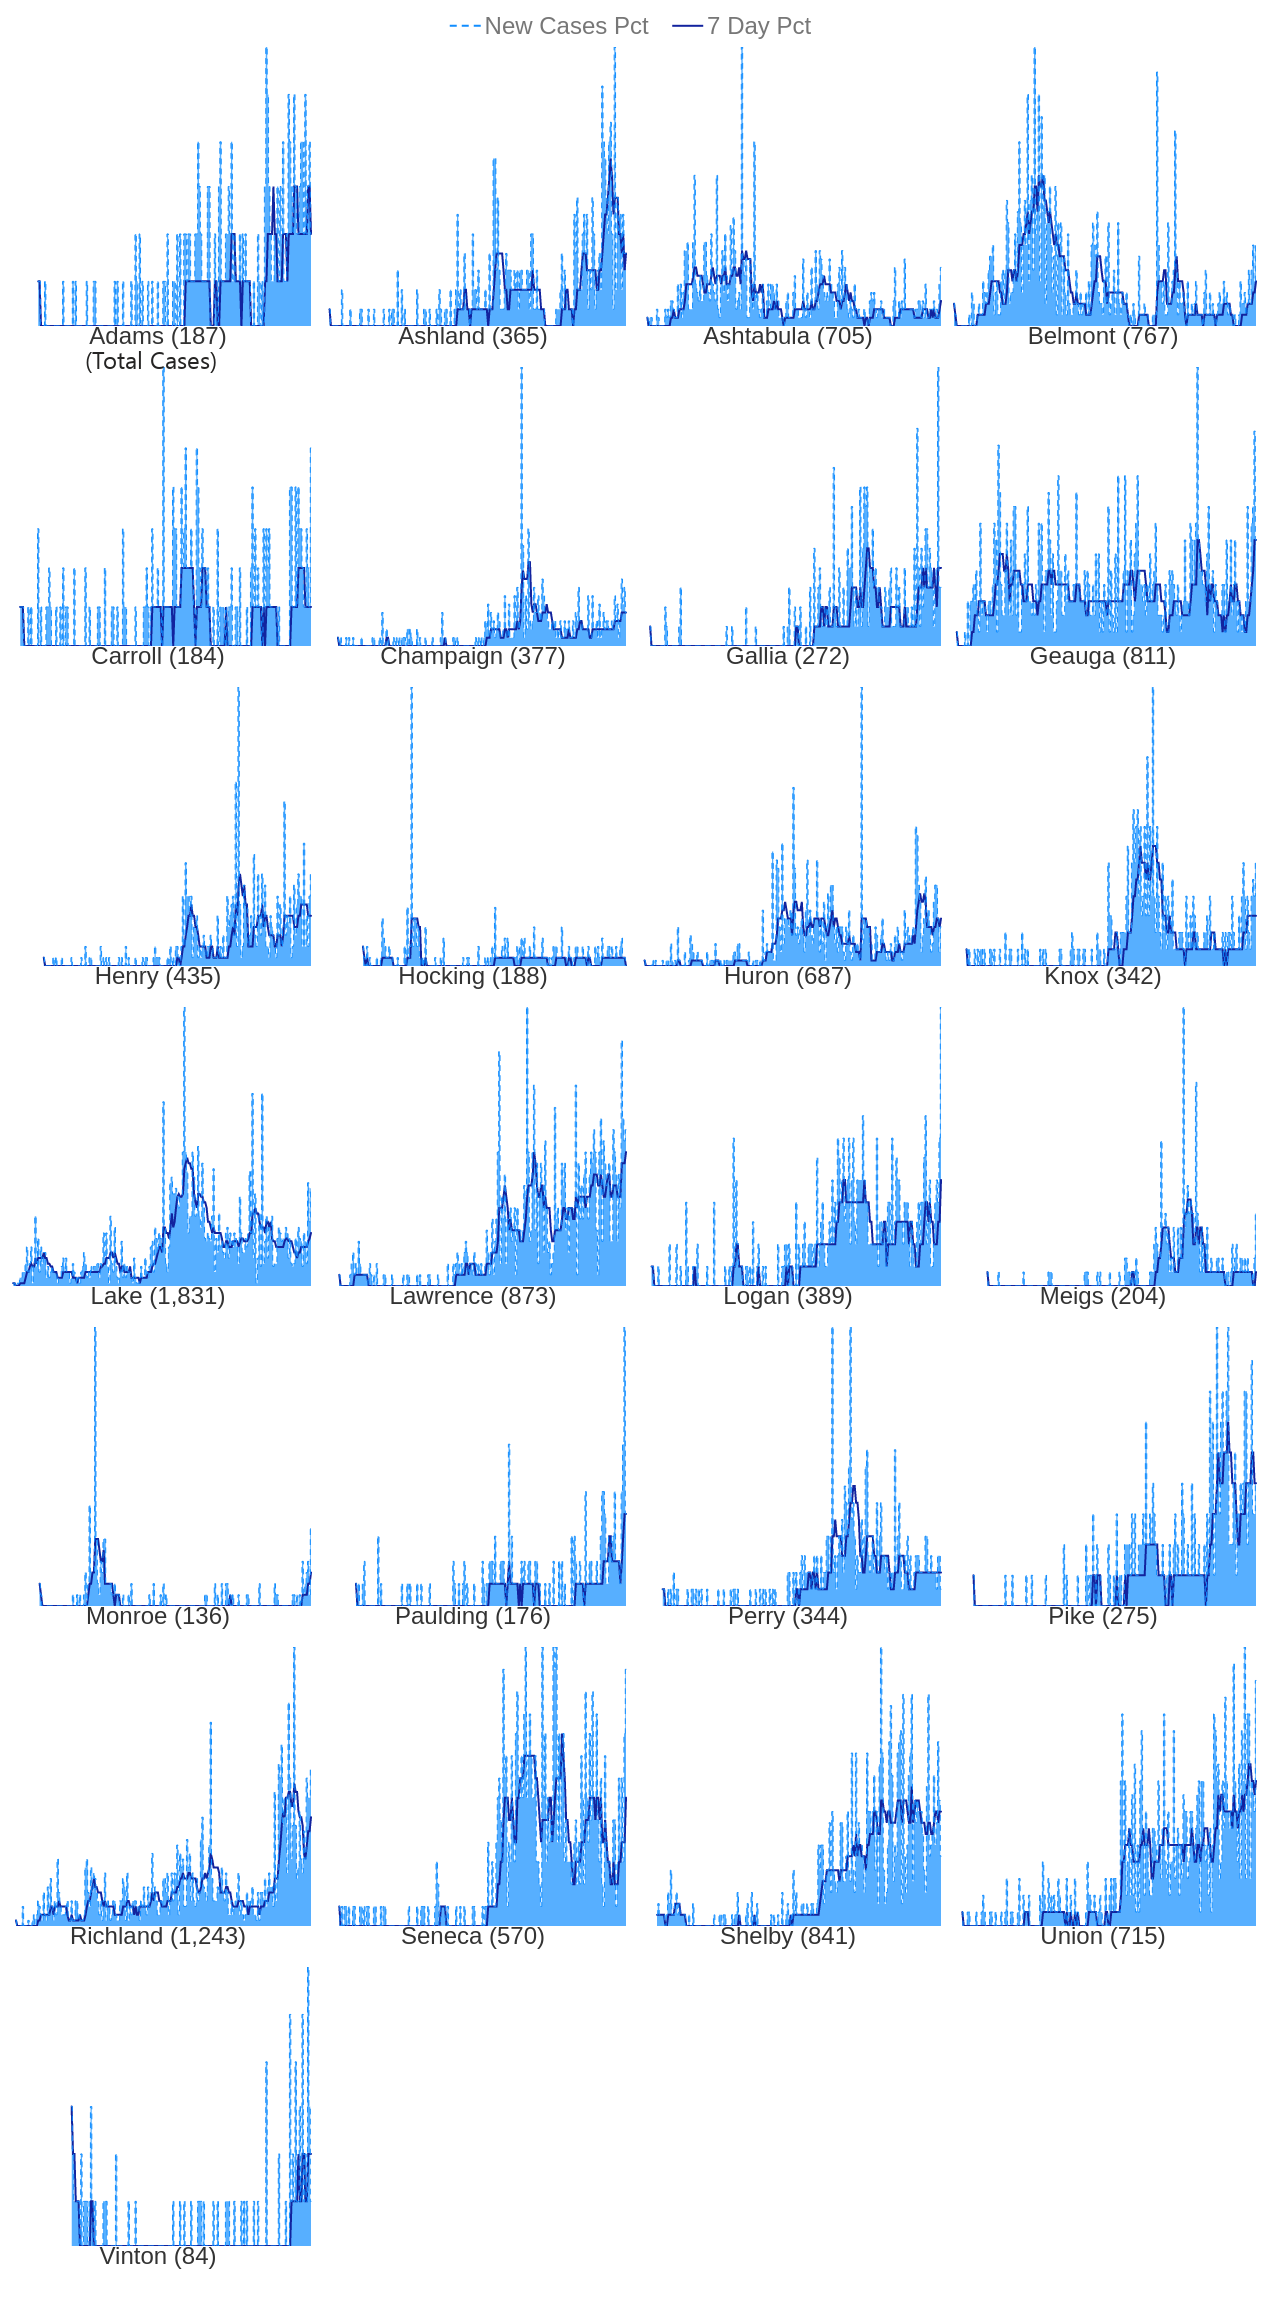 New Cases Pct 7 Day Pct
Adams (187) Ashland (365) Ashtabula (705) Belmont (767)
(Total Cases)
Carroll (184) Champaign (377) Gallia (272) Geauga (811)
Henry (435) Hocking (188) Huron (687) Knox (342)
Lake (1,831) Lawrence (873) Logan (389) Meigs (204)
Monroe (136) Paulding (176) Perry (344) Pike (275)
Richland (1,243) Seneca (570) Shelby (841) Union (715)
Vinton (84)